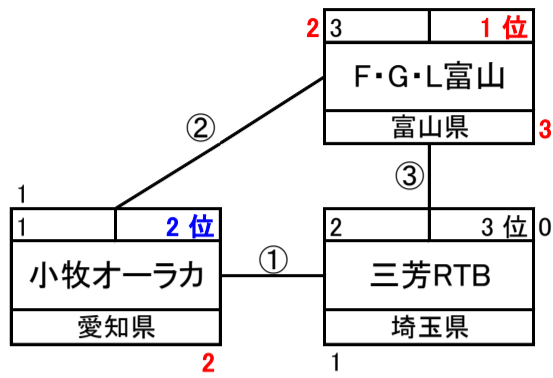 2 3 1 位
F・G・L富山
富山県 3
②
③
1
1 2 位
2 3 位 0
小牧オーラカ
①
三芳RTB
愛知県
埼玉県
2
1